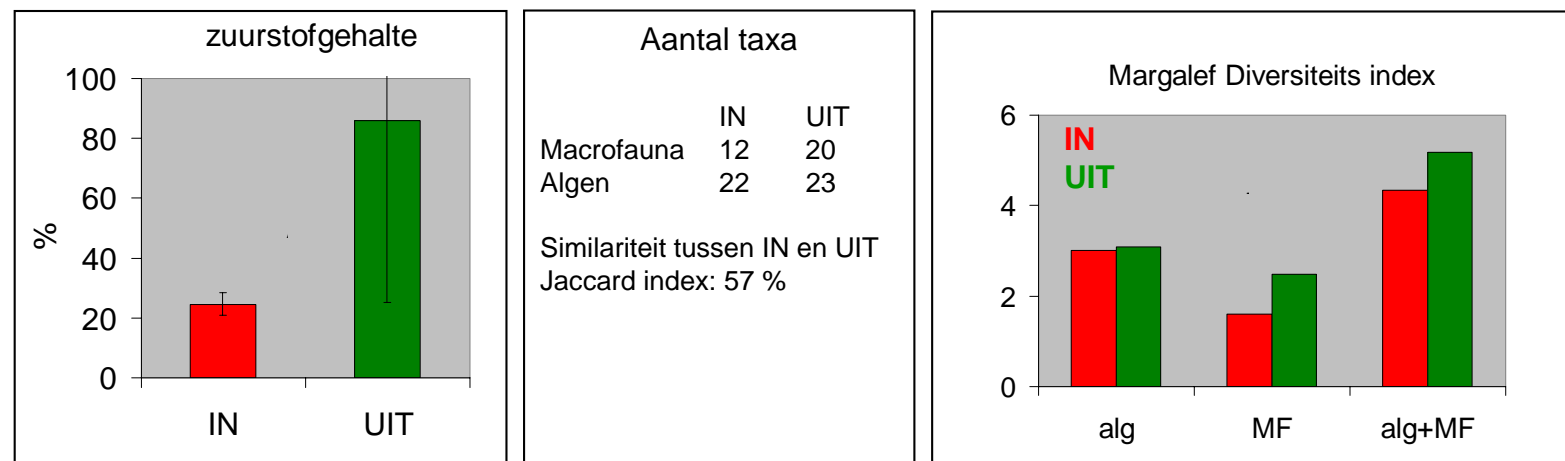 zuurstofgehalte
100
80
60
40
20
0
%
IN UIT
Aantal taxa
IN UIT
Macrofauna 12 20
Algen 22 23
Similariteit tussen IN en UIT
Jaccard index: 57 %
Margalef Diversiteits index
6
4
2
0
IN
UIT
alg MF alg+MF